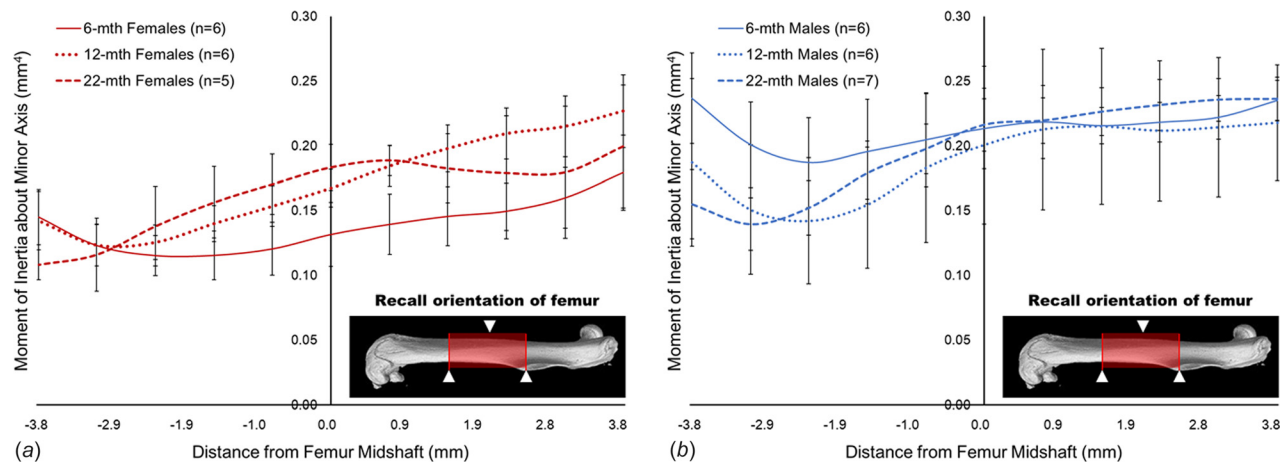 Moment of Inertia about Minor Axis (mm⁴)
6-mth Females (n=6)
12-mth Females (n=6)
22-mth Females (n=5)
0.30
0.25
0.20
0.15
0.10
0.05
0.00
Recall orientation of femur
-3.8 -2.9 -1.9 -1.0 0.0 0.9 1.9 2.8 3.8
(a) Distance from Femur Midshaft (mm)
Moment of Inertia about Minor Axis (mm⁴)
6-mth Males (n=6)
12-mth Males (n=6)
22-mth Males (n=7)
0.30
0.25
0.20
0.15
0.10
0.05
0.00
Recall orientation of femur
-3.8 -2.9 -1.9 -1.0 0.0 0.9 1.9 2.8 3.8
(b) Distance from Femur Midshaft (mm)